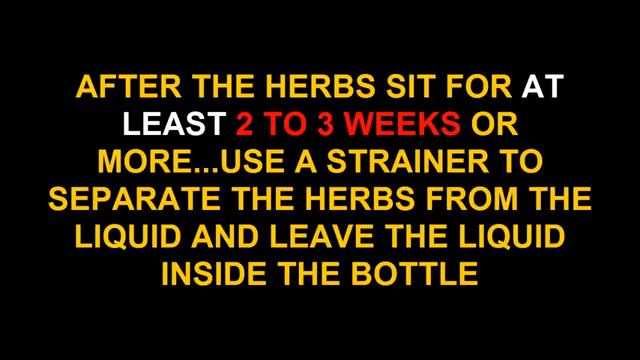 AFTER THE HERBS SIT FOR AT
LEAST 2 TO 3 WEEKS OR
MORE...USE A STRAINER TO
SEPARATE THE HERBS FROM THE
LIQUID AND LEAVE THE LIQUID
INSIDE THE BOTTLE